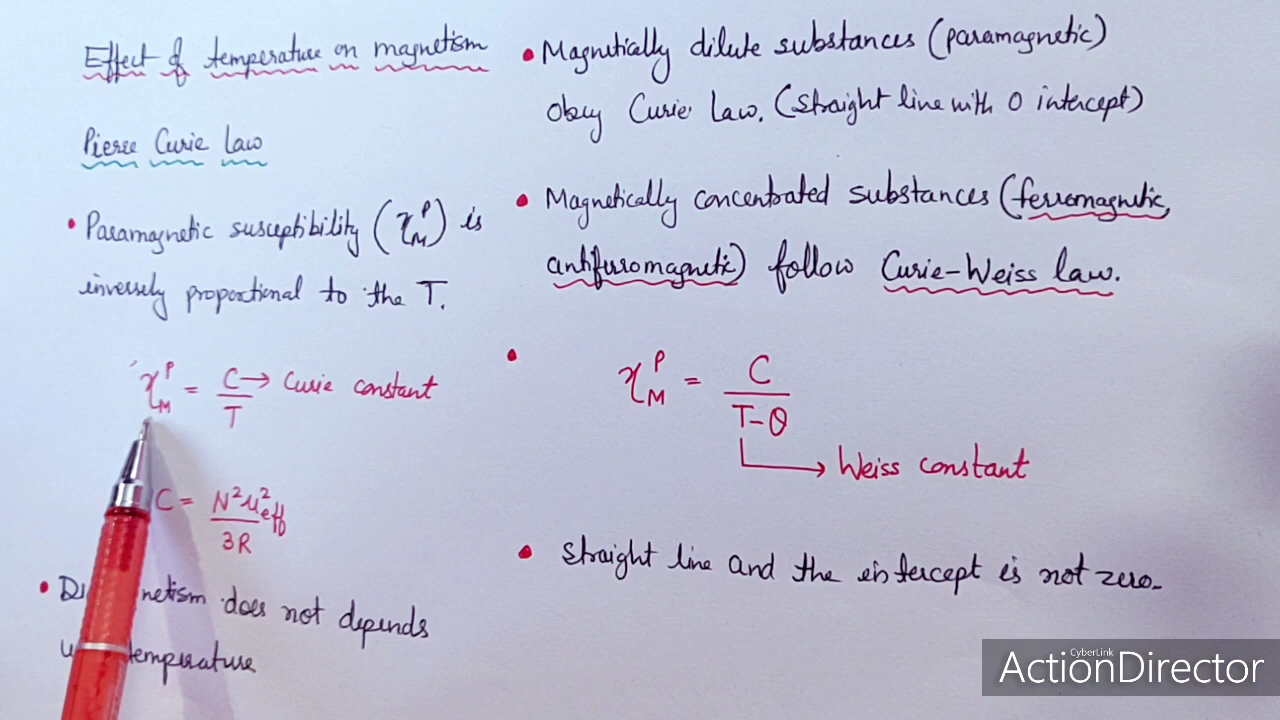 Effect of temperature on magnetism
Pierre Curie Law
• Paramagnetic susceptibility (χ_M^P) is
inversely proportional to the T.
χ_M^P = C/T → Curie constant
C = N²μ²eff / 3R
• netism does not depends
temperature
• Magnetically dilute substances (paramagnetic)
obey Curie Law. (straight line with 0 intercept)
• Magnetically concentrated substances (ferromagnetic,
antiferromagnetic) follow Curie-Weiss law.
• χ_M^P = C / T-θ
→ Weiss constant
• straight line and the intercept is not zero.
CyberLink
ActionDirector